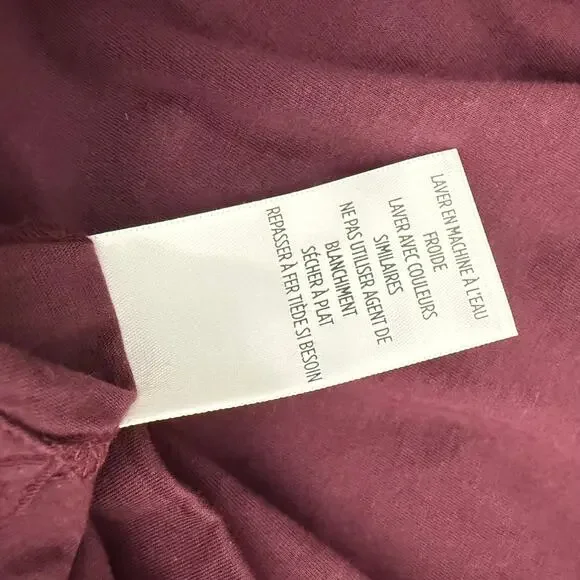 LAVER EN MACHINE À L'EAU
FROIDE
LAVER AVEC COULEURS
SIMILAIRES
NE PAS UTILISER AGENT DE
BLANCHIMENT
SÉCHER À PLAT
REPASSER À FER TIÈDE SI BESOIN